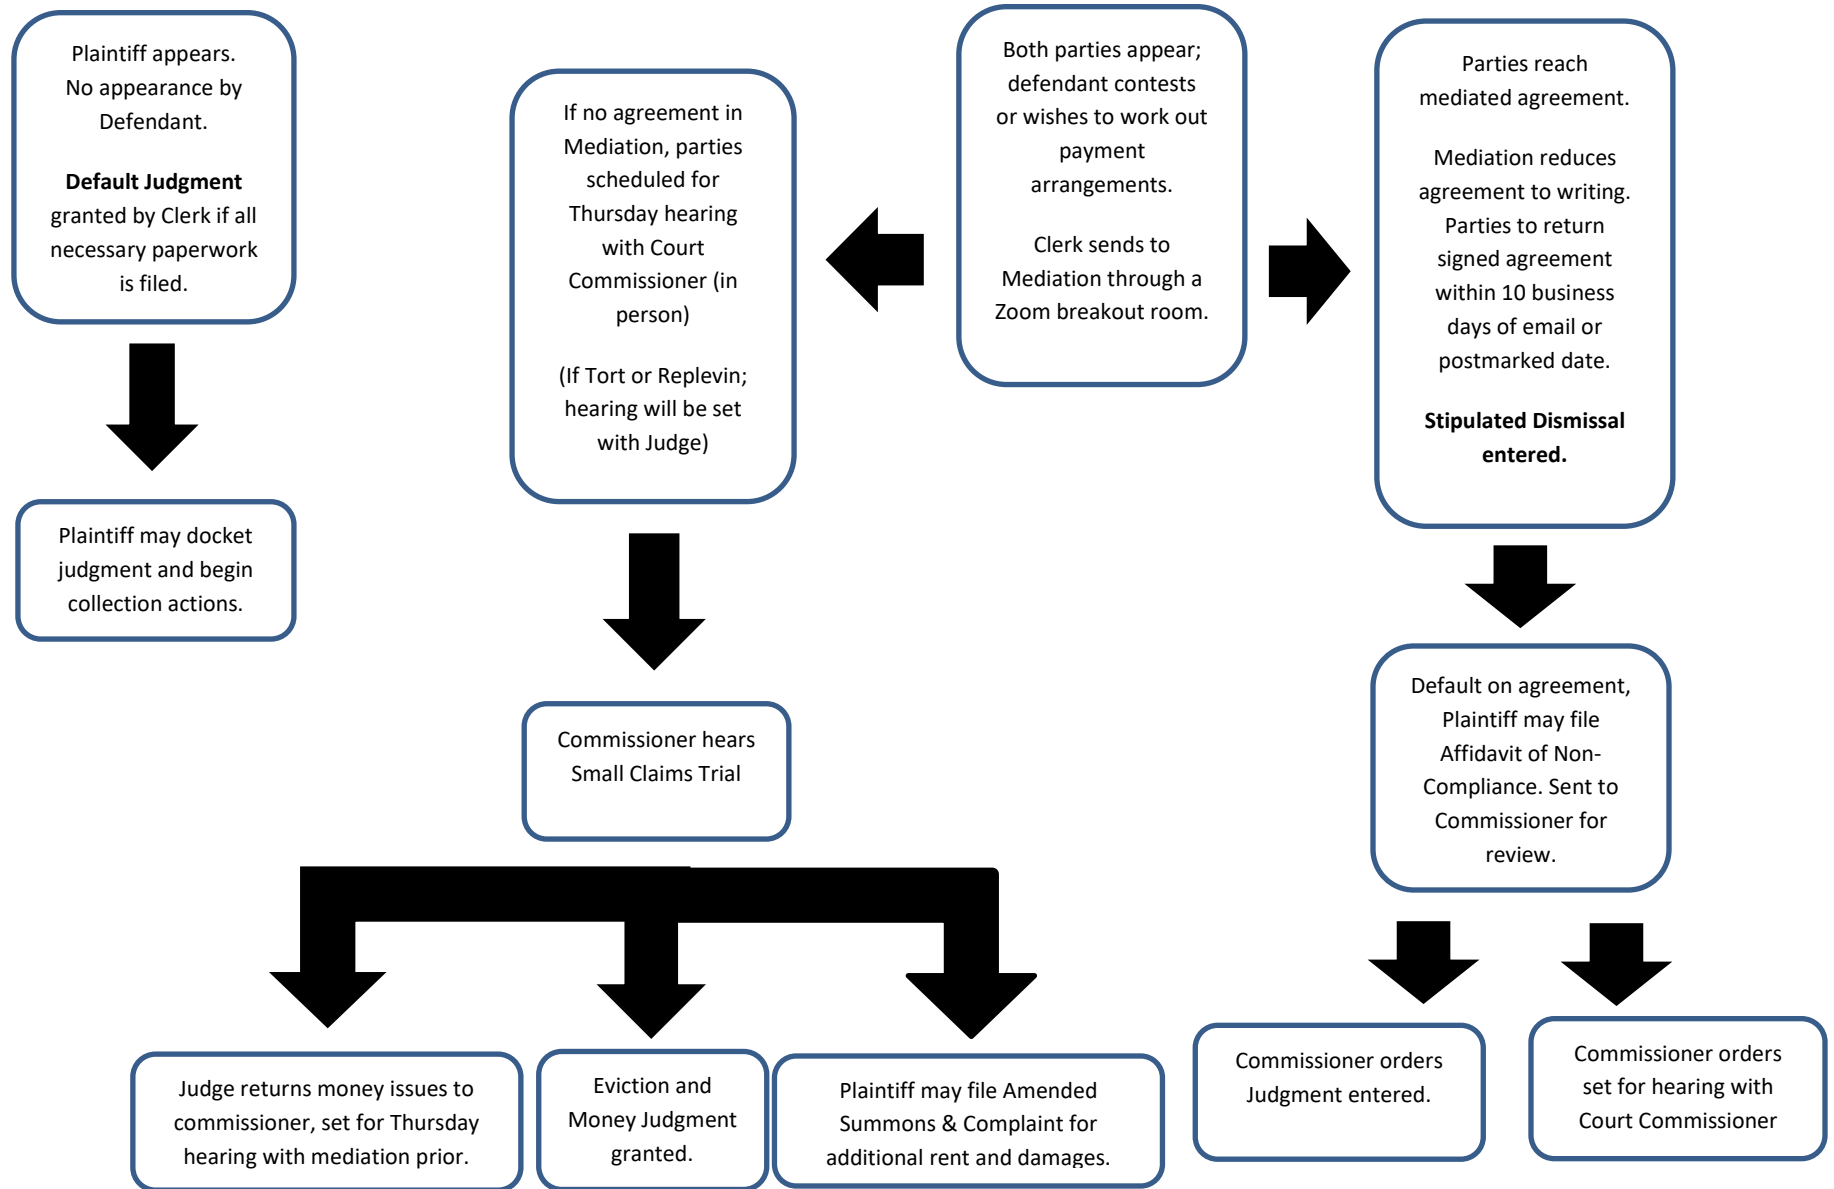 Plaintiff appears.
No appearance by
Defendant.
Default Judgment
granted by Clerk if all
necessary paperwork
is filed.
Plaintiff may docket
judgment and begin
collection actions.
If no agreement in
Mediation, parties
scheduled for
Thursday hearing
with Court
Commissioner (in
person)
(If Tort or Replevin;
hearing will be set
with Judge)
Both parties appear;
defendant contests
or wishes to work out
payment
arrangements.
Clerk sends to
Mediation through a
Zoom breakout room.
Parties reach
mediated agreement.
Mediation reduces
agreement to writing.
Parties to return
signed agreement
within 10 business
days of email or
postmarked date.
Stipulated Dismissal
entered.
Commissioner hears
Small Claims Trial
Default on agreement,
Plaintiff may file
Affidavit of Non-
Compliance. Sent to
Commissioner for
review.
Judge returns money issues to
commissioner, set for Thursday
hearing with mediation prior.
Eviction and
Money Judgment
granted.
Plaintiff may file Amended
Summons & Complaint for
additional rent and damages.
Commissioner orders
Judgment entered.
Commissioner orders
set for hearing with
Court Commissioner